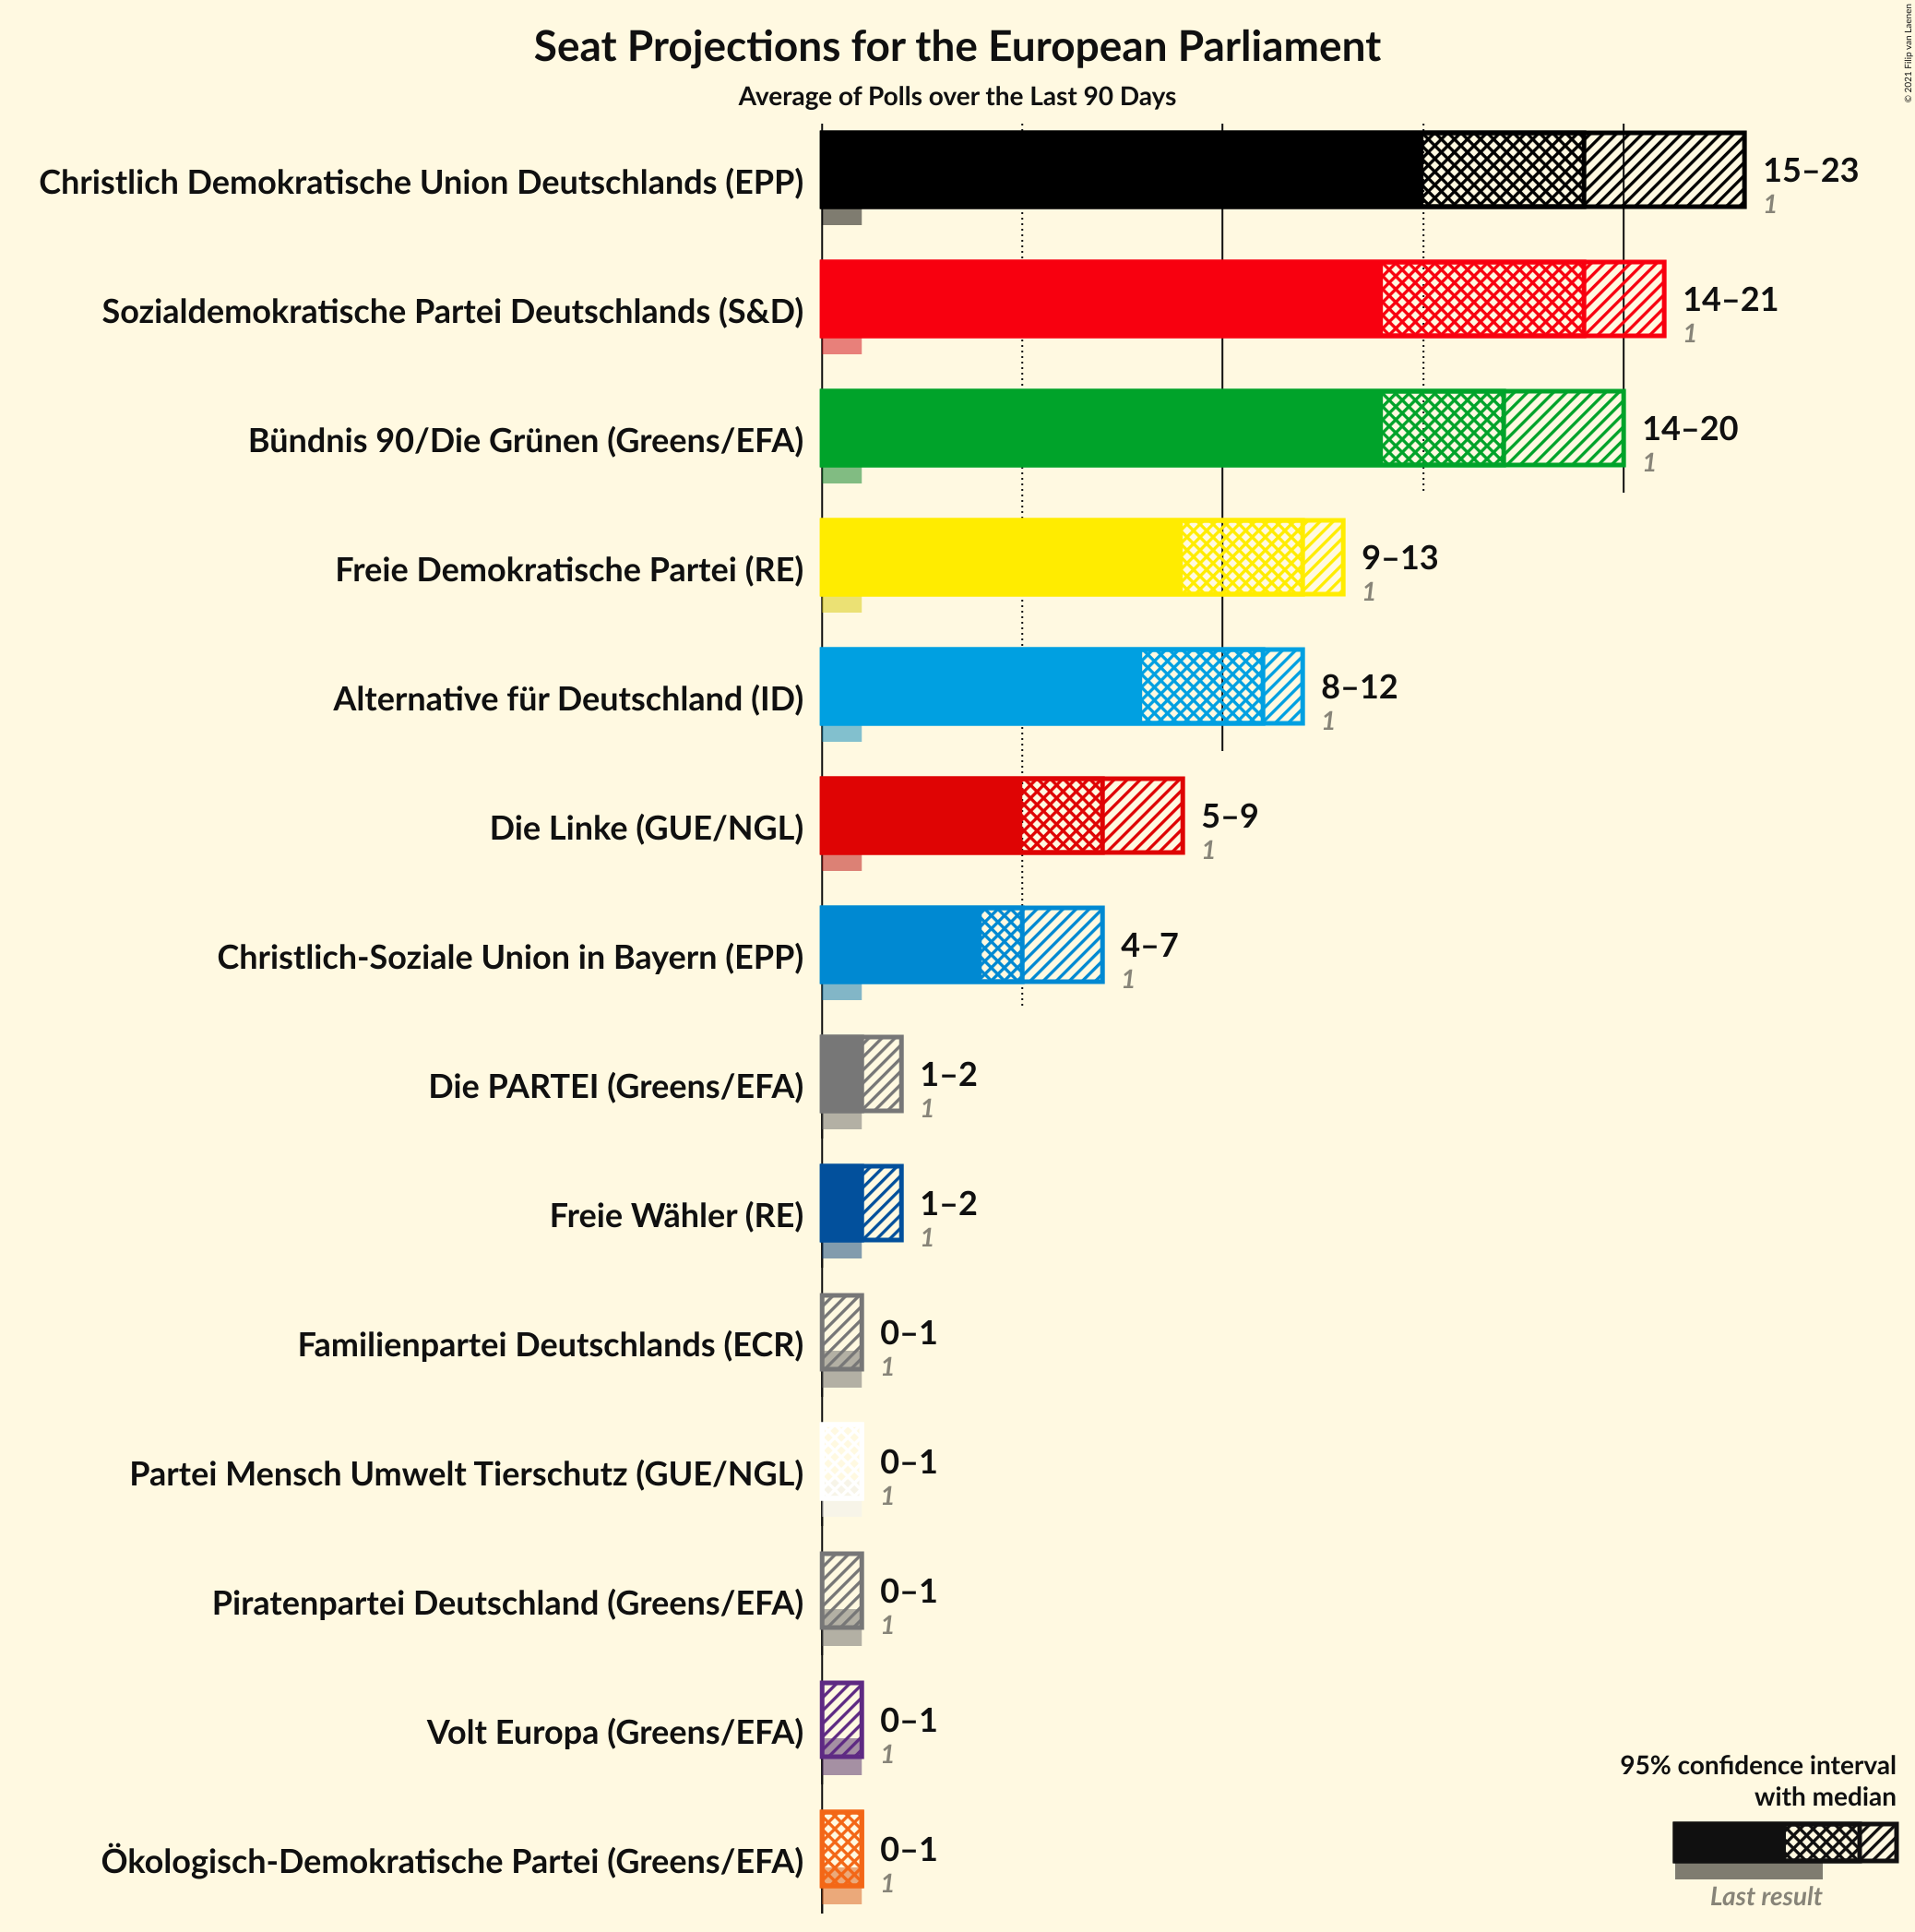 Seat Projections for the European Parliament
Average of Polls over the Last 90 Days
© 2021 Filip van Laenen
Christlich Demokratische Union Deutschlands (EPP)
15–23
1
Sozialdemokratische Partei Deutschlands (S&D)
14–21
1
Bündnis 90/Die Grünen (Greens/EFA)
14–20
1
Freie Demokratische Partei (RE)
9–13
1
Alternative für Deutschland (ID)
8–12
1
Die Linke (GUE/NGL)
5–9
1
Christlich-Soziale Union in Bayern (EPP)
4–7
1
Die PARTEI (Greens/EFA)
1–2
1
Freie Wähler (RE)
1–2
1
Familienpartei Deutschlands (ECR)
0–1
1
Partei Mensch Umwelt Tierschutz (GUE/NGL)
0–1
1
Piratenpartei Deutschland (Greens/EFA)
0–1
1
Volt Europa (Greens/EFA)
0–1
1
Ökologisch-Demokratische Partei (Greens/EFA)
0–1
1
95% confidence interval
with median
Last result